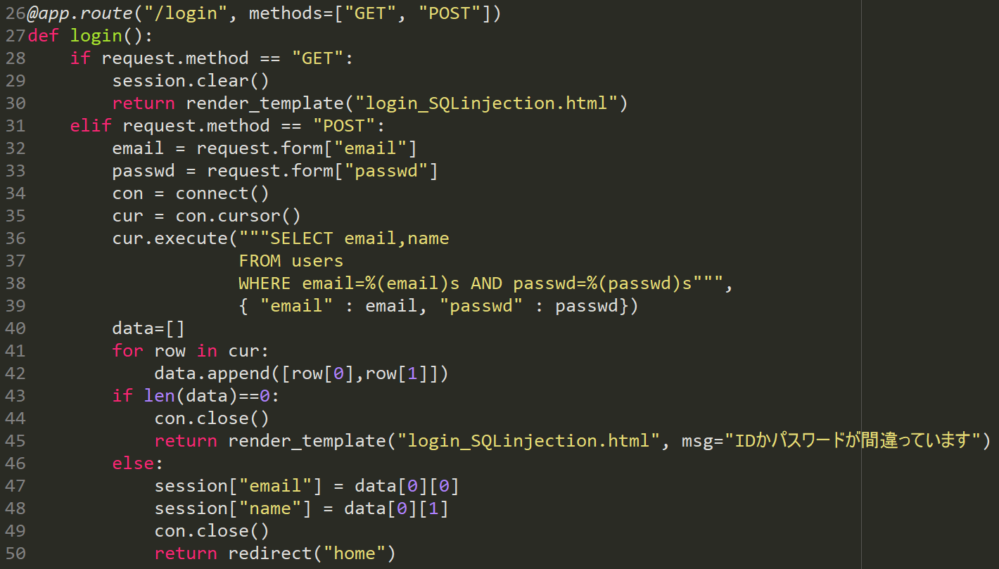 26@app.route("/login", methods=["GET", "POST"])
27def login():
28    if request.method == "GET":
29        session.clear()
30        return render_template("login_SQLinjection.html")
31    elif request.method == "POST":
32        email = request.form["email"]
33        passwd = request.form["passwd"]
34        con = connect()
35        cur = con.cursor()
36        cur.execute("""SELECT email,name
37                    FROM users
38                    WHERE email=%(email)s AND passwd=%(passwd)s""",
39                    { "email" : email, "passwd" : passwd})
40        data=[]
41        for row in cur:
42            data.append([row[0],row[1]])
43        if len(data)==0:
44            con.close()
45            return render_template("login_SQLinjection.html", msg="IDかパスワードが間違っています")
46        else:
47            session["email"] = data[0][0]
48            session["name"] = data[0][1]
49            con.close()
50            return redirect("home")